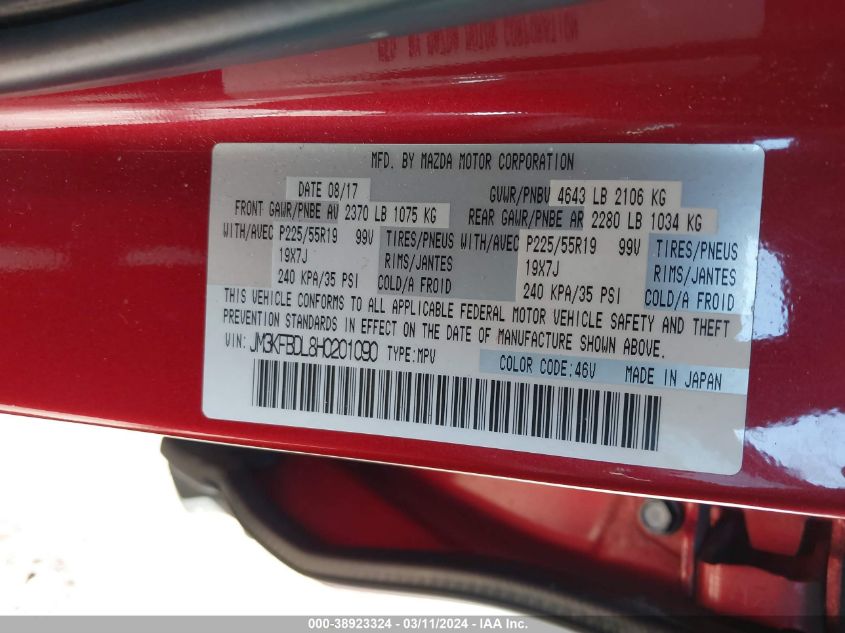 MFD. BY MAZDA MOTOR CORPORATION
DATE 08/17 GVWR/PNBV 4643 LB 2106 KG
FRONT GAWR/PNBE AV 2370 LB 1075 KG REAR GAWR/PNBE AR 2280 LB 1034 KG
WITH/AVEC P225/55R19 99V TIRES/PNEUS WITH/AVEC P225/55R19 99V TIRES/PNEUS
19X7J RIMS/JANTES 19X7J RIMS/JANTES
240 KPA/35 PSI COLD/A FROID 240 KPA/35 PSI COLD/A FROID
THIS VEHICLE CONFORMS TO ALL APPLICABLE FEDERAL MOTOR VEHICLE SAFETY AND THEFT
PREVENTION STANDARDS IN EFFECT ON THE DATE OF MANUFACTURE SHOWN ABOVE.
VIN: JM3KFBDL8H0201090 TYPE:MPV COLOR CODE:46V MADE IN JAPAN
000-38923324 - 03/11/2024 - IAA Inc.